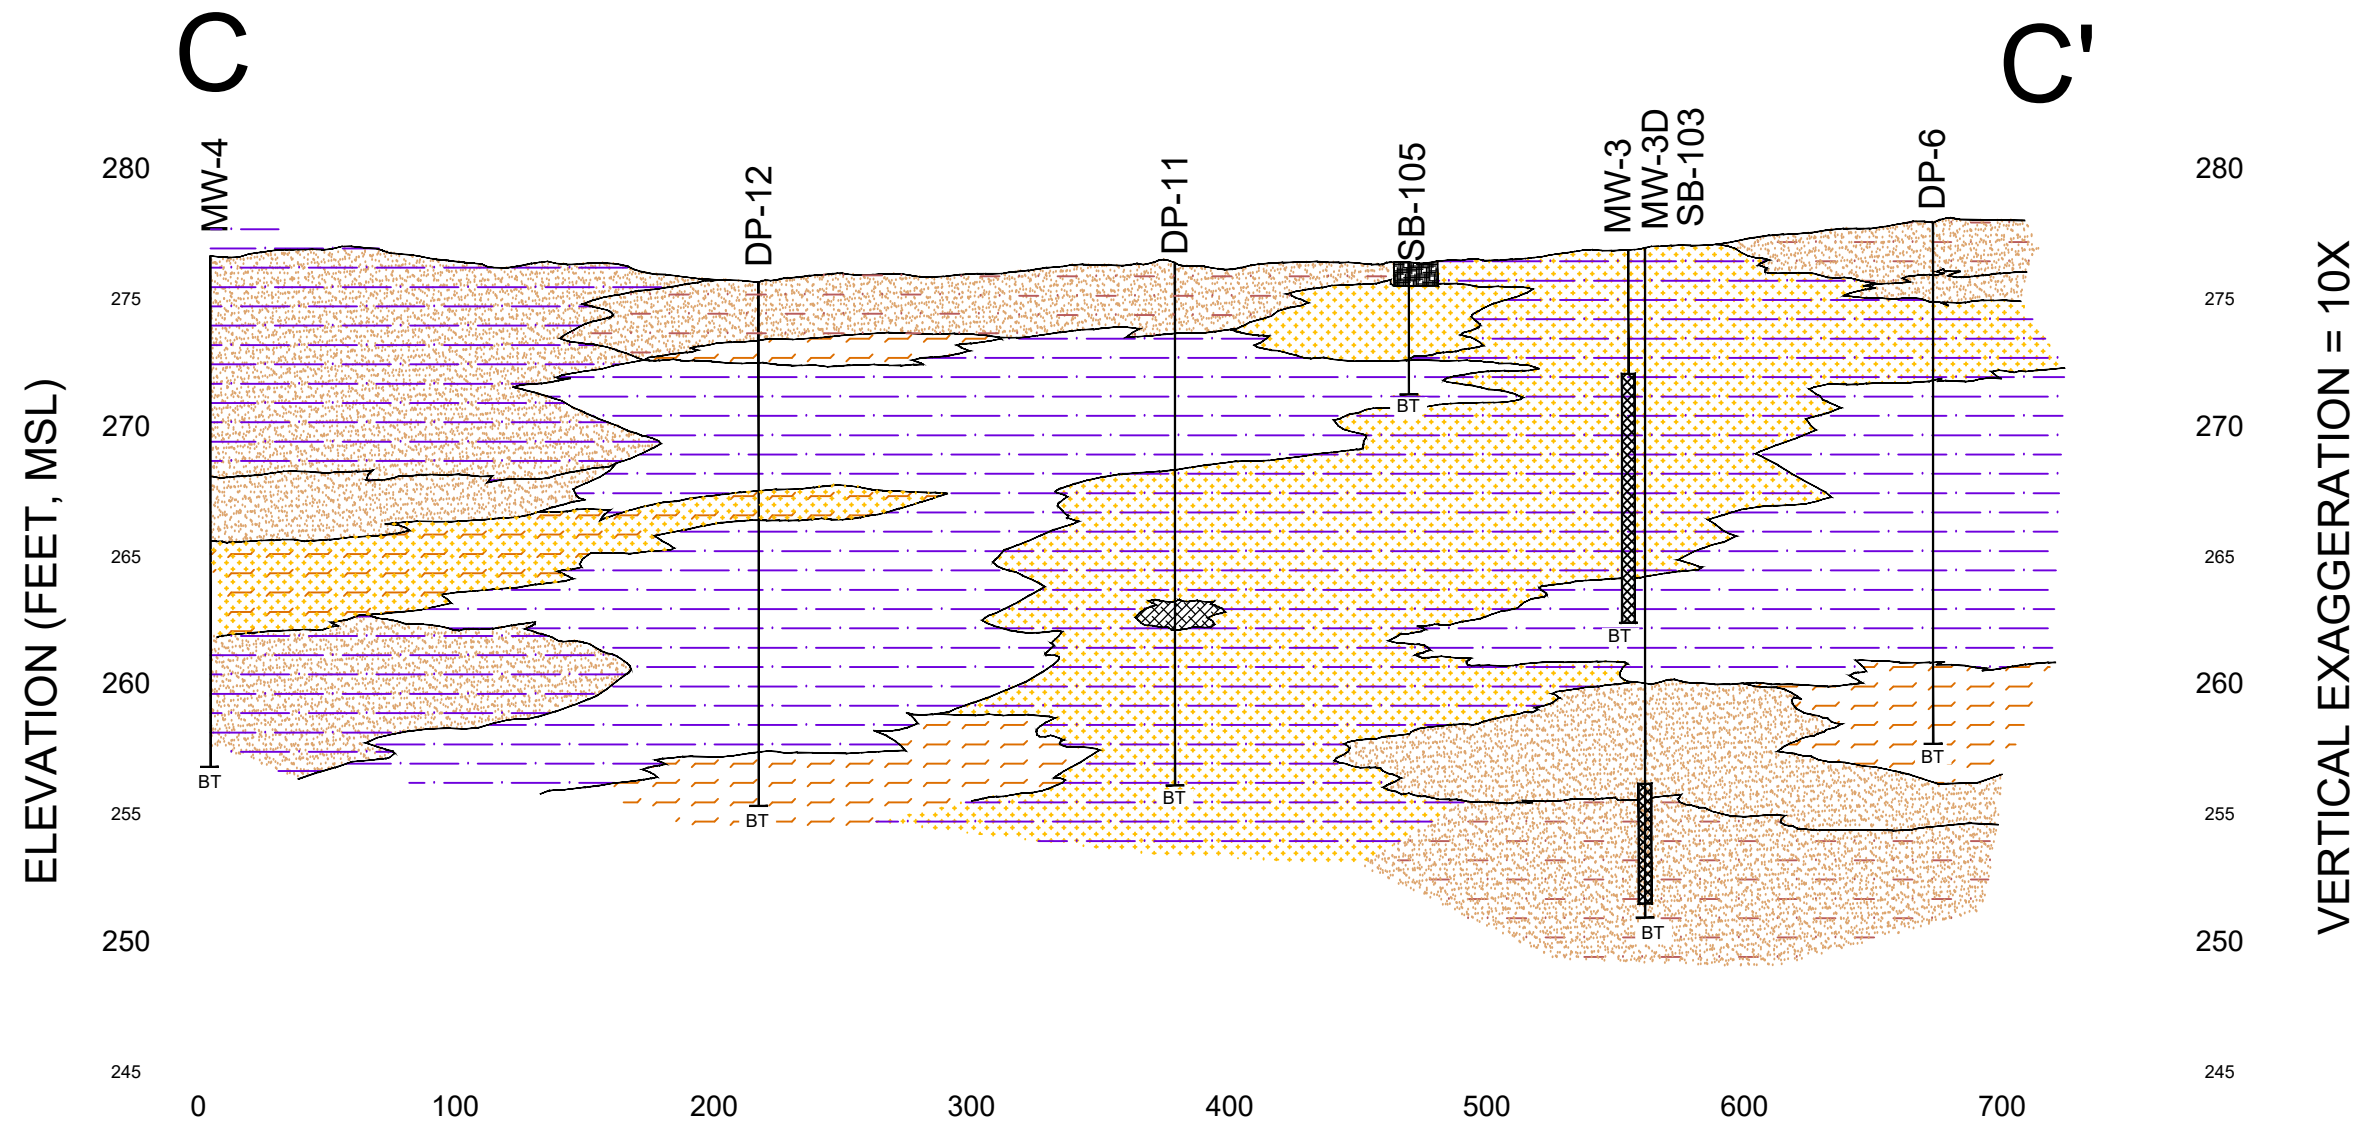 C
C'
MW-4
DP-12
DP-11
SB-105
MW-3
MW-3D
SB-103
DP-6
280
275
270
265
260
255
250
245
ELEVATION (FEET, MSL)
280
275
270
265
260
255
250
245
VERTICAL EXAGGERATION = 10X
BT
BT
BT
BT
BT
BT
BT
0 100 200 300 400 500 600 700